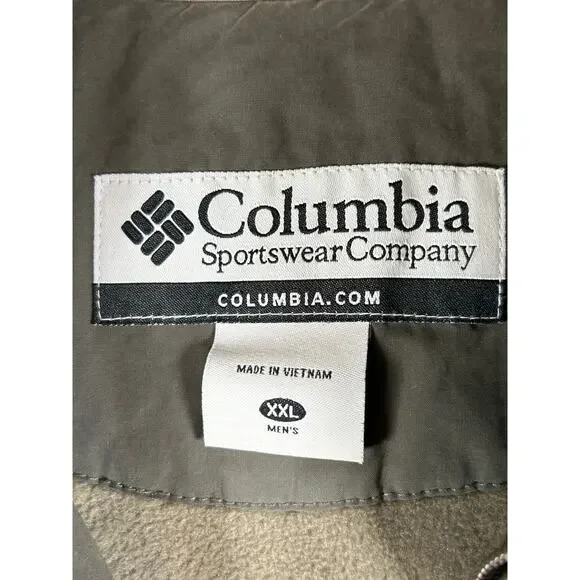 Columbia
Sportswear Company
COLUMBIA.COM
MADE IN VIETNAM
XXL
MEN'S